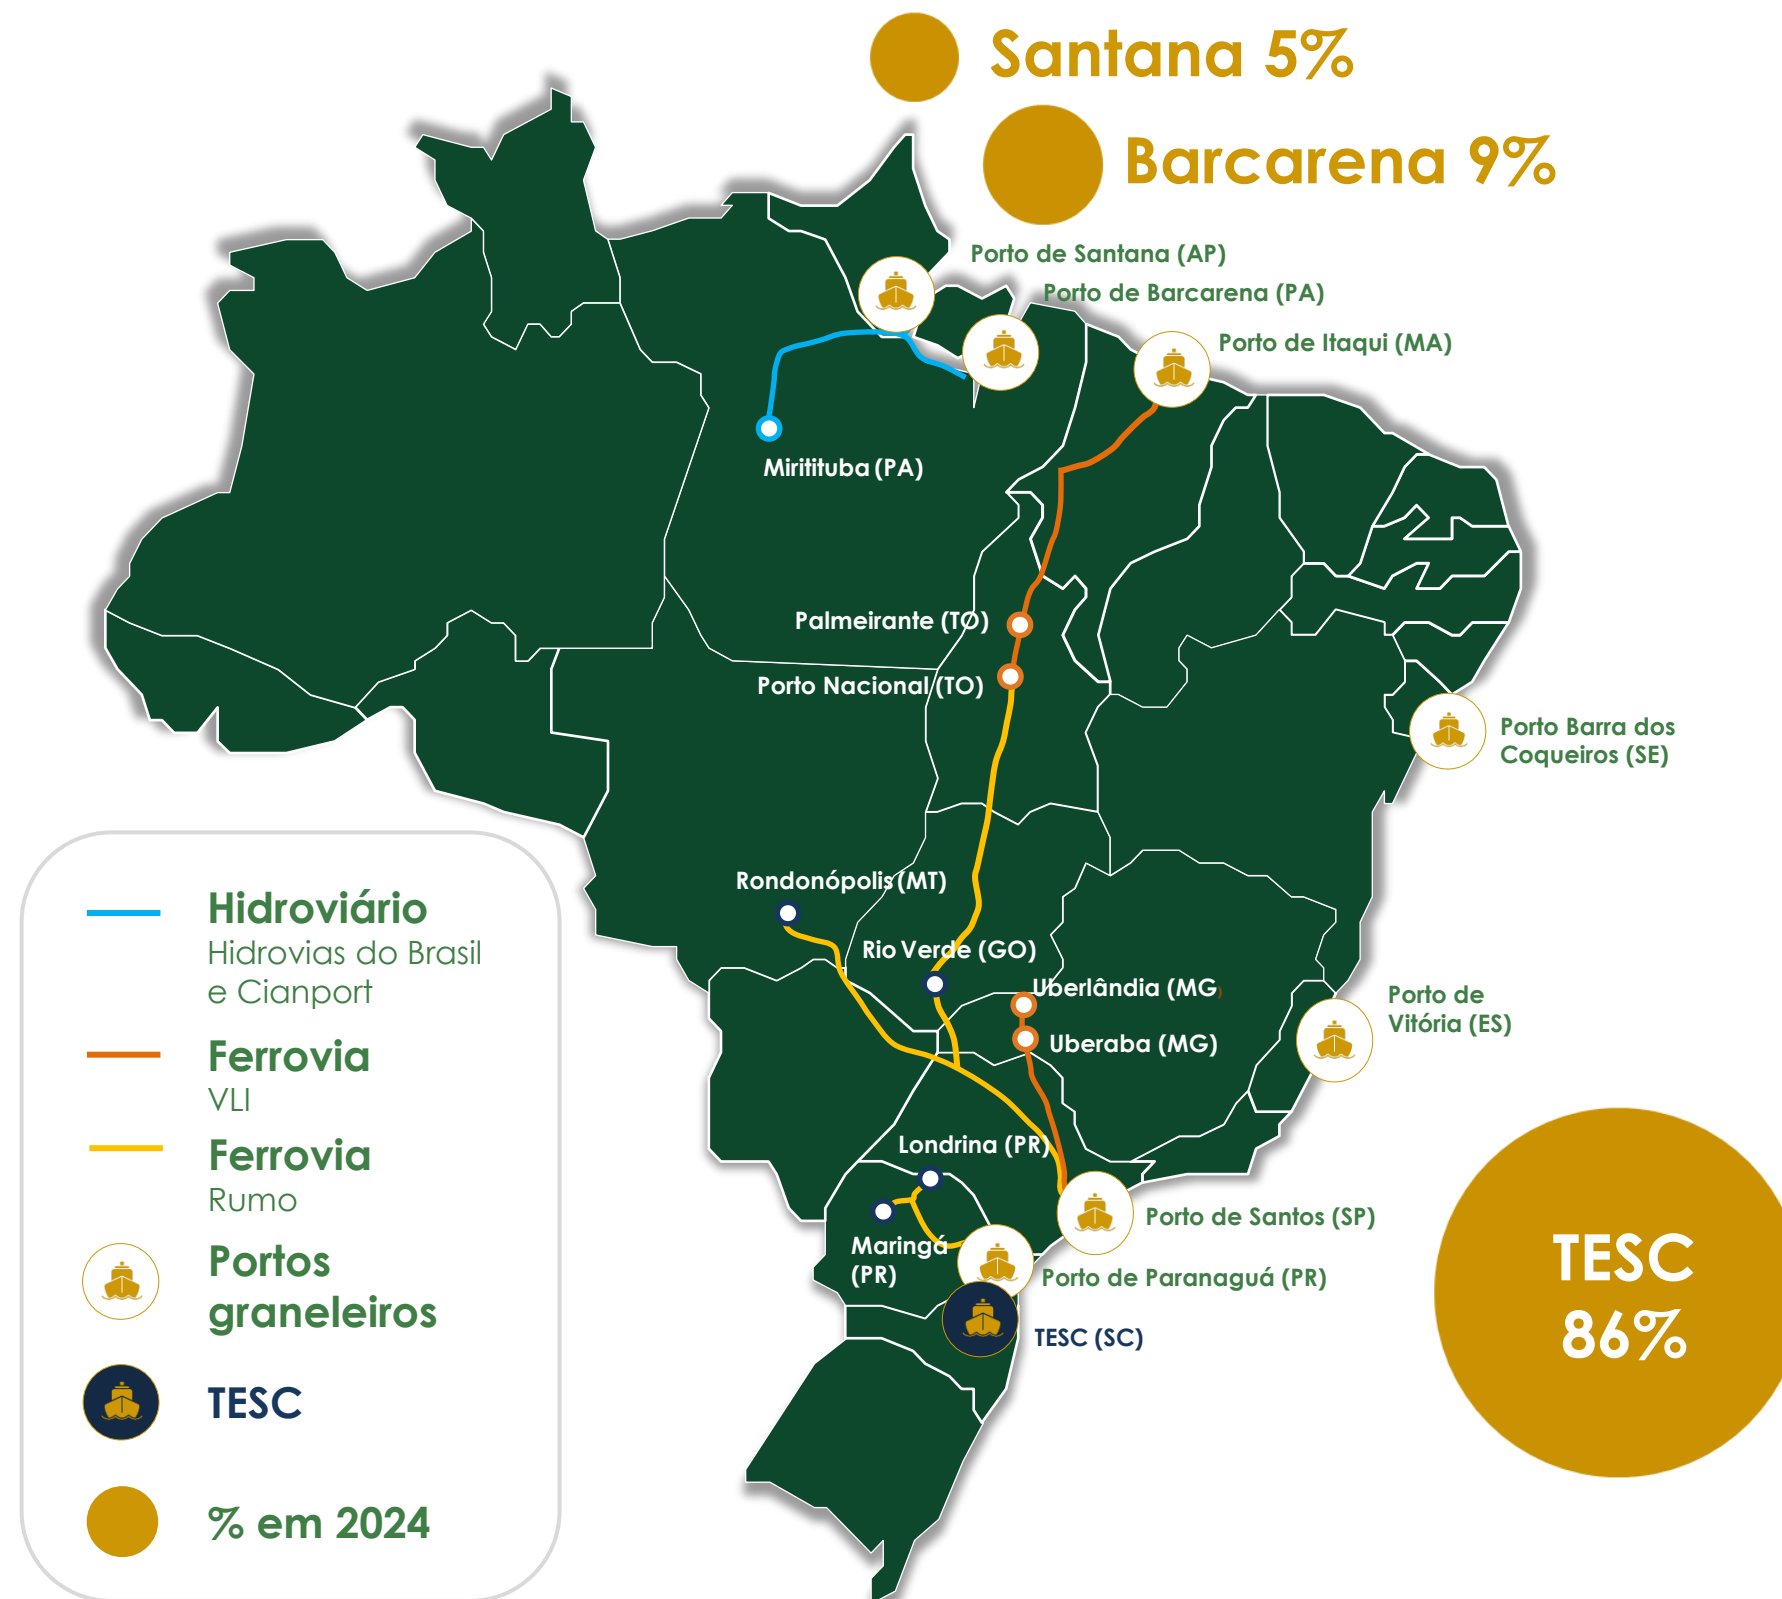 Santana 5%
Barcarena 9%
Porto de Santana (AP)
Porto de Barcarena (PA)
Porto de Itaqui (MA)
Miritituba (PA)
Palmeirante (TO)
Porto Nacional (TO)
Porto Barra dos
Coqueiros (SE)
Rondonópolis (MT)
Rio Verde (GO)
Uberlândia (MG)
Uberaba (MG)
Porto de
Vitória (ES)
Londrina (PR)
Maringá
(PR)
Porto de Santos (SP)
Porto de Paranaguá (PR)
TESC (SC)
TESC
86%
Hidroviário
Hidrovias do Brasil
e Cianport
Ferrovia
VLI
Ferrovia
Rumo
Portos
graneleiros
TESC
% em 2024